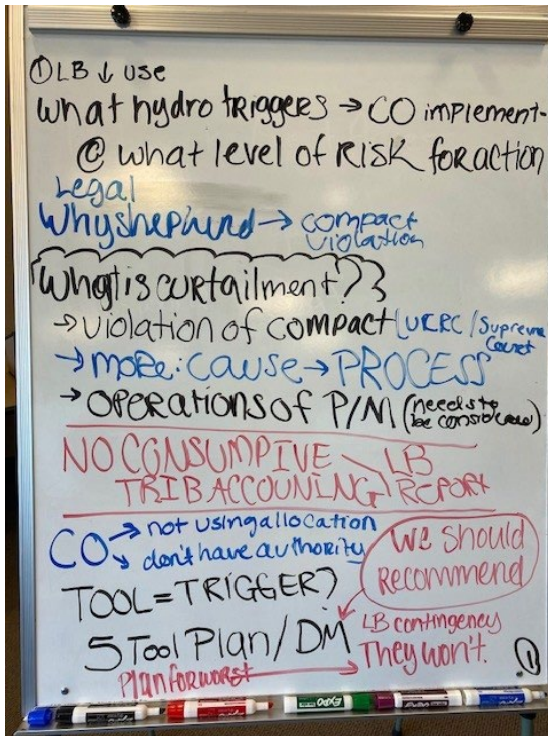 ① LB ↓ use
What hydro TRIGGERS → CO implement-
@ what level of RISK for action
Legal
Why shepherd → compact
violation
What is curtailment??
→ violation of compact (UCRC / Supreme
Court
→ more: cause → PROCESS
→ OPERATIONS of P/M (needs to
be considered)
NO CONSUMPIVE
TRIB ACCOUNING
LB
REPORT
CO → not using allocation
→ don't have authority
WE Should
Recommend
TOOL = TRIGGER?
5 Tool Plan / DM
LB contingency
They won't.
Plan for worst →
①
EXPO